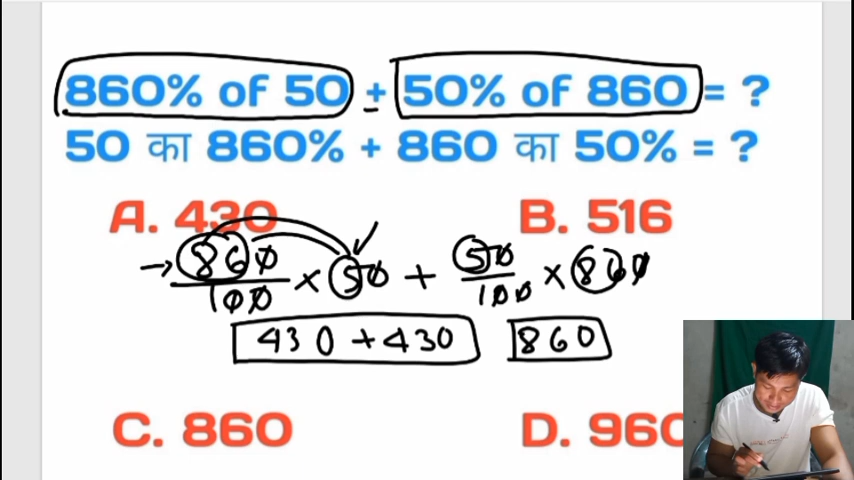 860% of 50 + 50% of 860 = ?
50 का 860% + 860 का 50% = ?
A. 430 B. 516
860/100 × 50 + 50/100 × 860
430 + 430 860
C. 860 D. 960